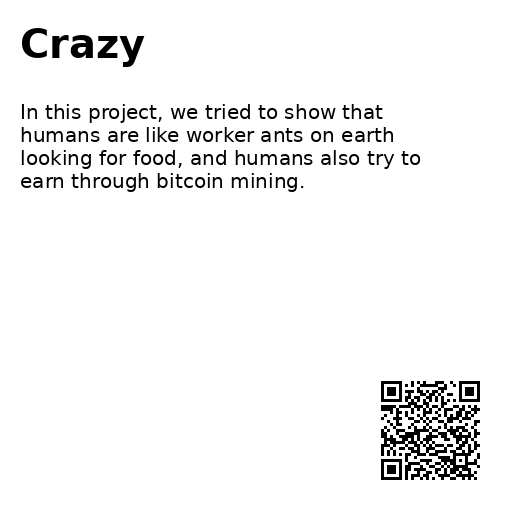 Crazy
In this project, we tried to show that
humans are like worker ants on earth
looking for food, and humans also try to
earn through bitcoin mining.